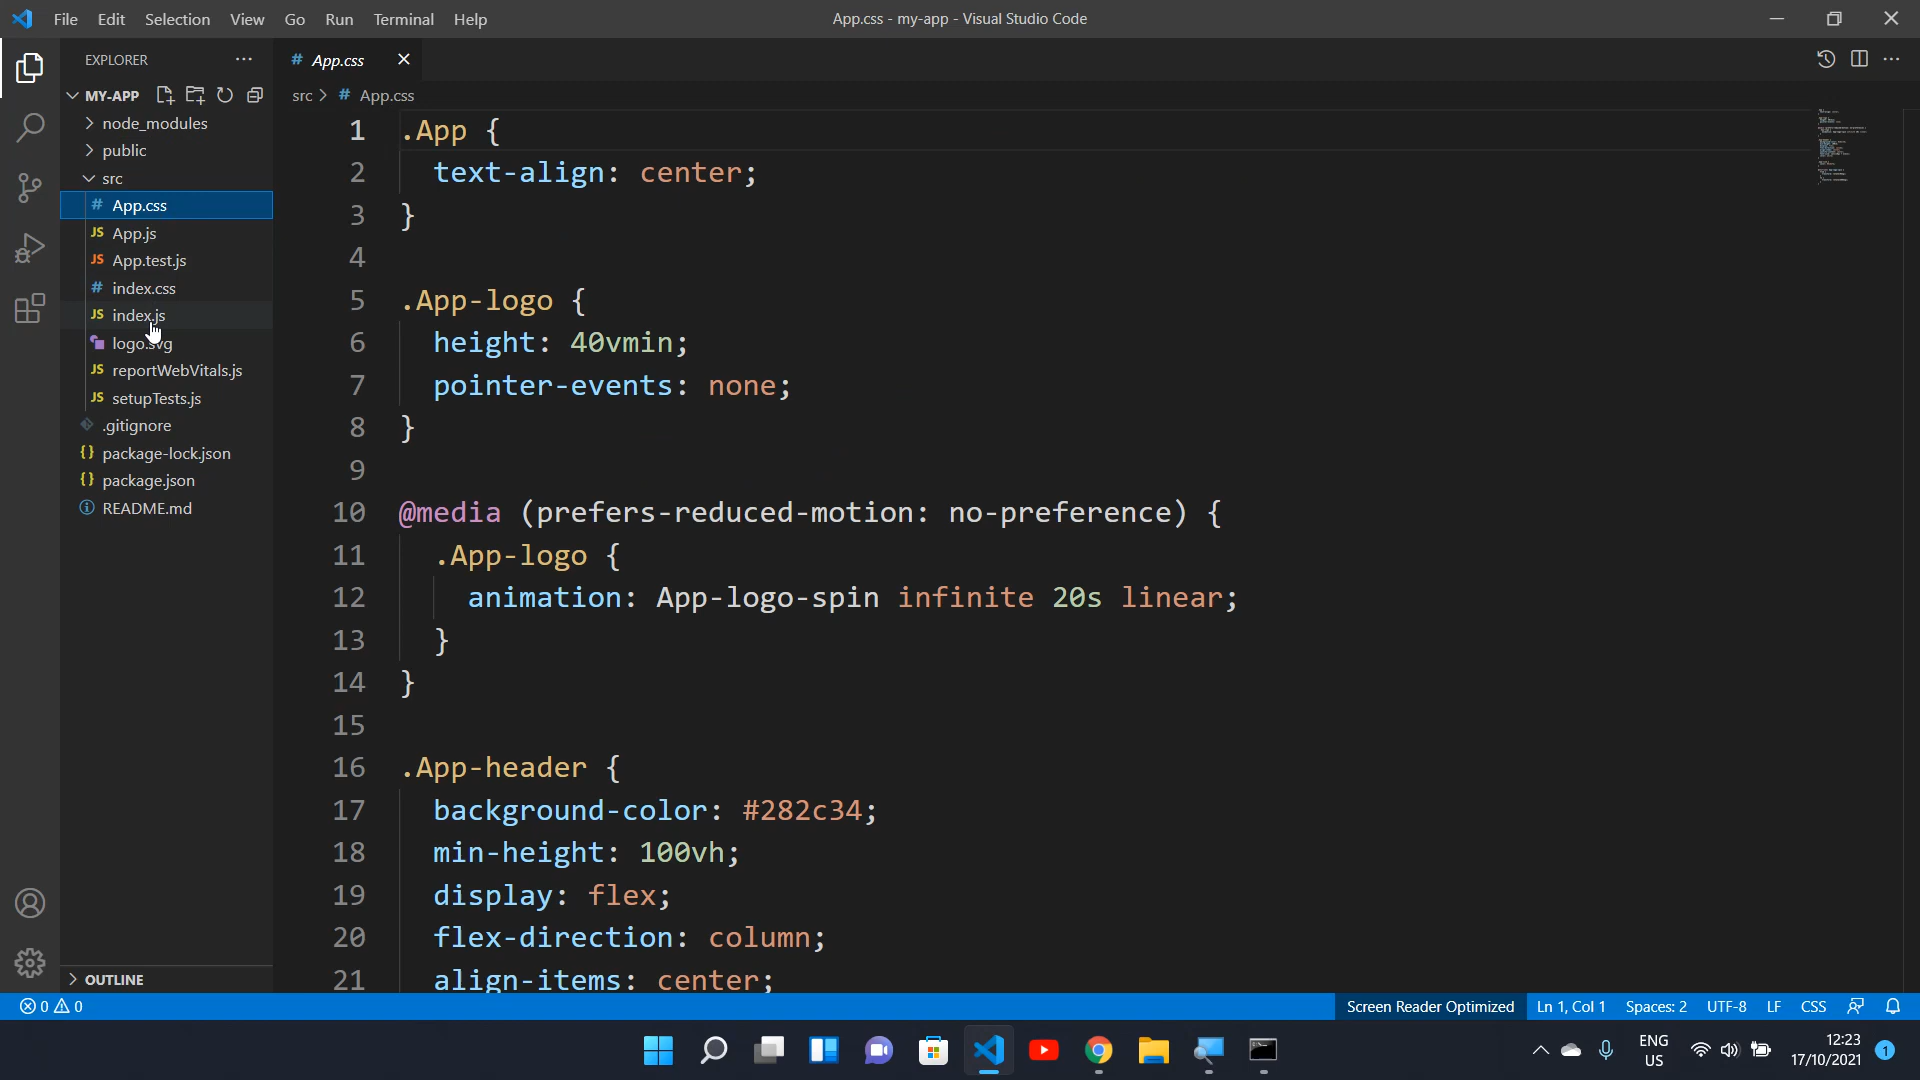 File Edit Selection View Go Run Terminal Help
App.css - my-app - Visual Studio Code
EXPLORER
MY-APP
node_modules
public
src
# App.css
JS App.js
JS App.test.js
# index.css
JS index.js
logo.svg
JS reportWebVitals.js
JS setupTests.js
.gitignore
{} package-lock.json
{} package.json
README.md
OUTLINE
# App.css
src > # App.css
1 .App {
2 text-align: center;
3 }
4
5 .App-logo {
6 height: 40vmin;
7 pointer-events: none;
8 }
9
10 @media (prefers-reduced-motion: no-preference) {
11 .App-logo {
12 animation: App-logo-spin infinite 20s linear;
13 }
14 }
15
16 .App-header {
17 background-color: #282c34;
18 min-height: 100vh;
19 display: flex;
20 flex-direction: column;
21 align-items: center;
0 0
Screen Reader Optimized Ln 1, Col 1 Spaces: 2 UTF-8 LF CSS
ENG
US
12:23
17/10/2021
1